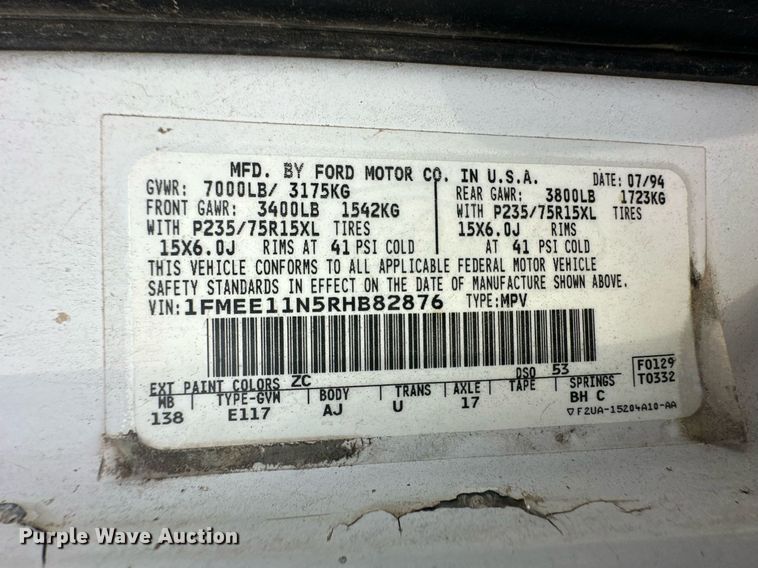 MFD. BY FORD MOTOR CO. IN U.S.A.
DATE: 07/94
GVWR: 7000LB/ 3175KG
FRONT GAWR: 3400LB 1542KG
WITH P235/75R15XL TIRES
15X6.0J RIMS AT 41 PSI COLD
REAR GAWR: 3800LB 1723KG
WITH P235/75R15XL TIRES
15X6.0J RIMS
AT 41 PSI COLD
THIS VEHICLE CONFORMS TO ALL APPLICABLE FEDERAL MOTOR VEHICLE
SAFETY STANDARDS IN EFFECT ON THE DATE OF MANUFACTURE SHOWN ABOVE.
VIN: 1FMEE11N5RHB82876 TYPE: MPV
EXT PAINT COLORS ZC DSO 53
WB TYPE-GVW BODY TRANS AXLE TAPE SPRINGS
138 E117 AJ U 17 BH C
F0129
T0332
▽ F2UA-15204A10-AA
Purple Wave Auction